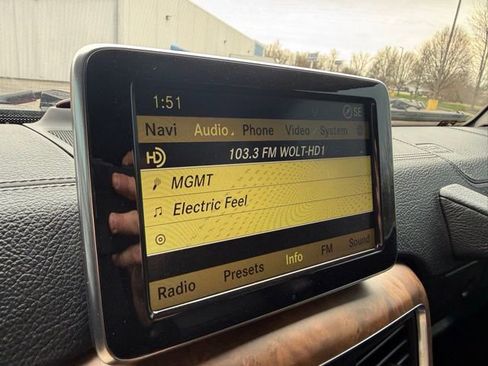 1:51 SE
Navi Audio Phone Video System
HD 103.3 FM WOLT-HD1
MGMT
Electric Feel
Radio Presets Info FM Sound